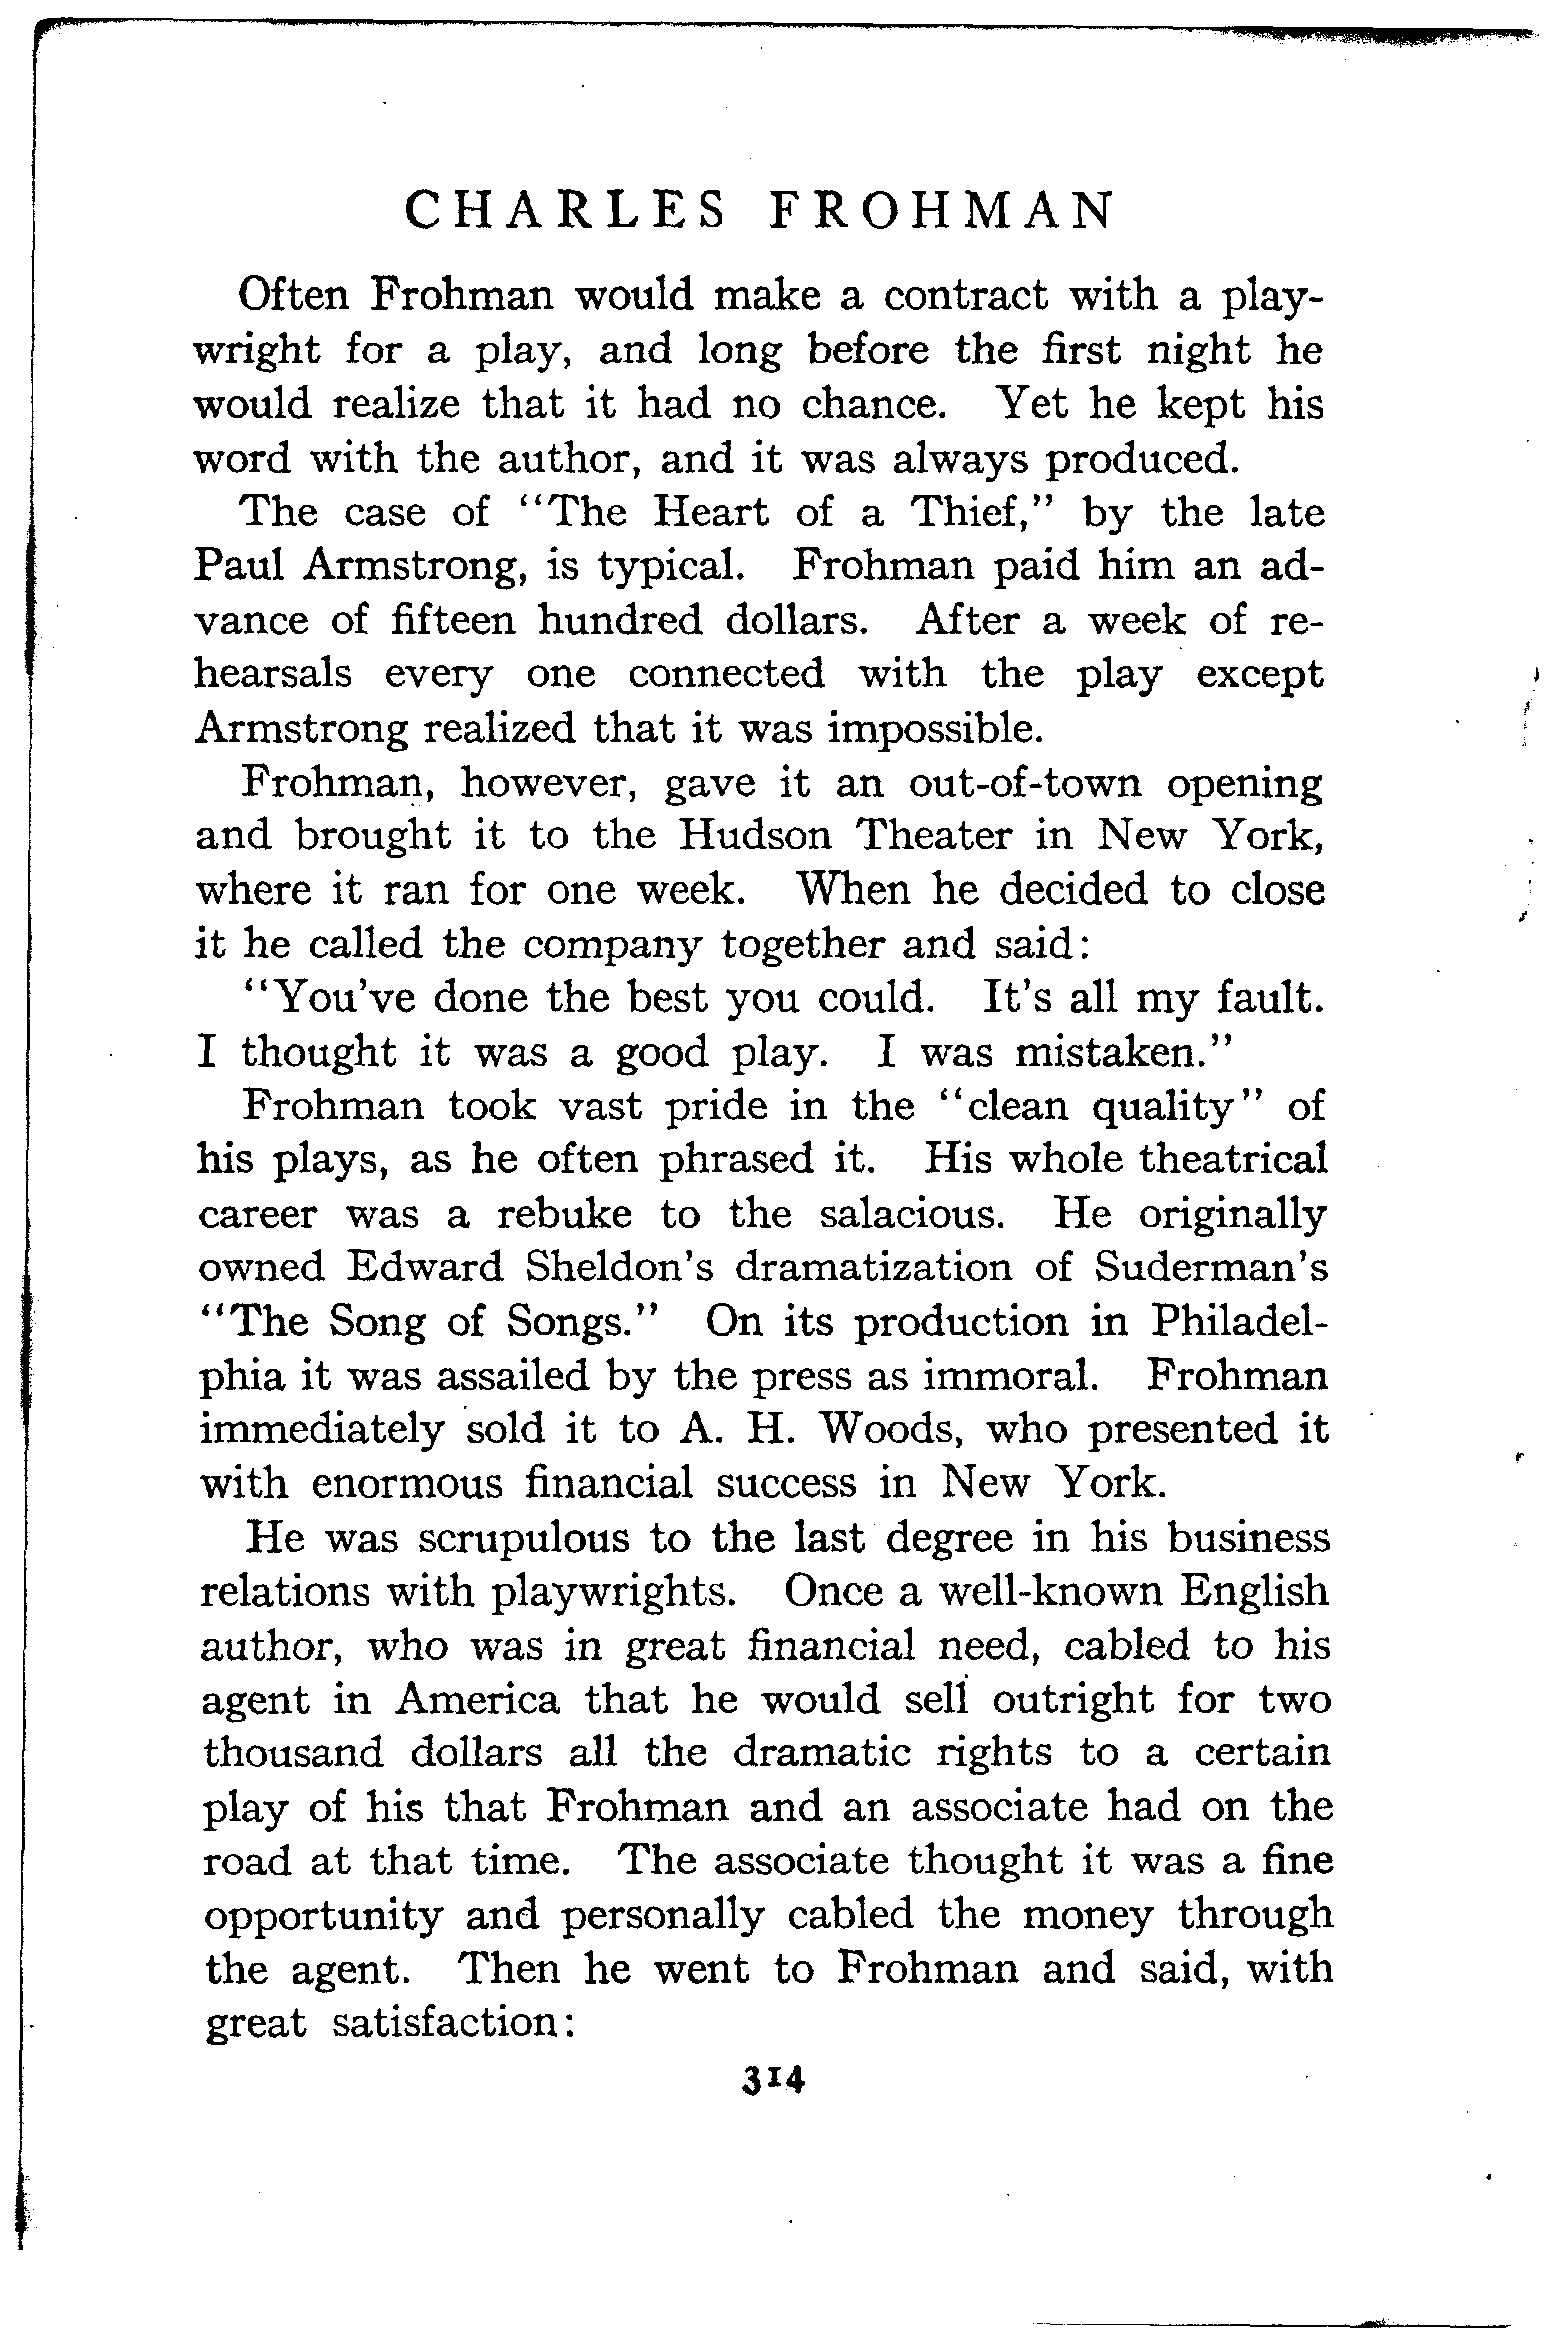 CHARLES FROHMAN
Often Frohman would make a contract with a play-
wright for a play, and long before the first night he
would realize that it had no chance. Yet he kept his
word with the author, and it was always produced.
The case of "The Heart of a Thief," by the late
Paul Armstrong, is typical. Frohman paid him an ad-
vance of fifteen hundred dollars. After a week of re-
hearsals every one connected with the play except
Armstrong realized that it was impossible.
Frohman, however, gave it an out-of-town opening
and brought it to the Hudson Theater in New York,
where it ran for one week. When he decided to close
it he called the company together and said:
"You've done the best you could. It's all my fault.
I thought it was a good play. I was mistaken."
Frohman took vast pride in the "clean quality" of
his plays, as he often phrased it. His whole theatrical
career was a rebuke to the salacious. He originally
owned Edward Sheldon's dramatization of Suderman's
"The Song of Songs." On its production in Philadel-
phia it was assailed by the press as immoral. Frohman
immediately sold it to A. H. Woods, who presented it
with enormous financial success in New York.
He was scrupulous to the last degree in his business
relations with playwrights. Once a well-known English
author, who was in great financial need, cabled to his
agent in America that he would sell outright for two
thousand dollars all the dramatic rights to a certain
play of his that Frohman and an associate had on the
road at that time. The associate thought it was a fine
opportunity and personally cabled the money through
the agent. Then he went to Frohman and said, with
great satisfaction:
314